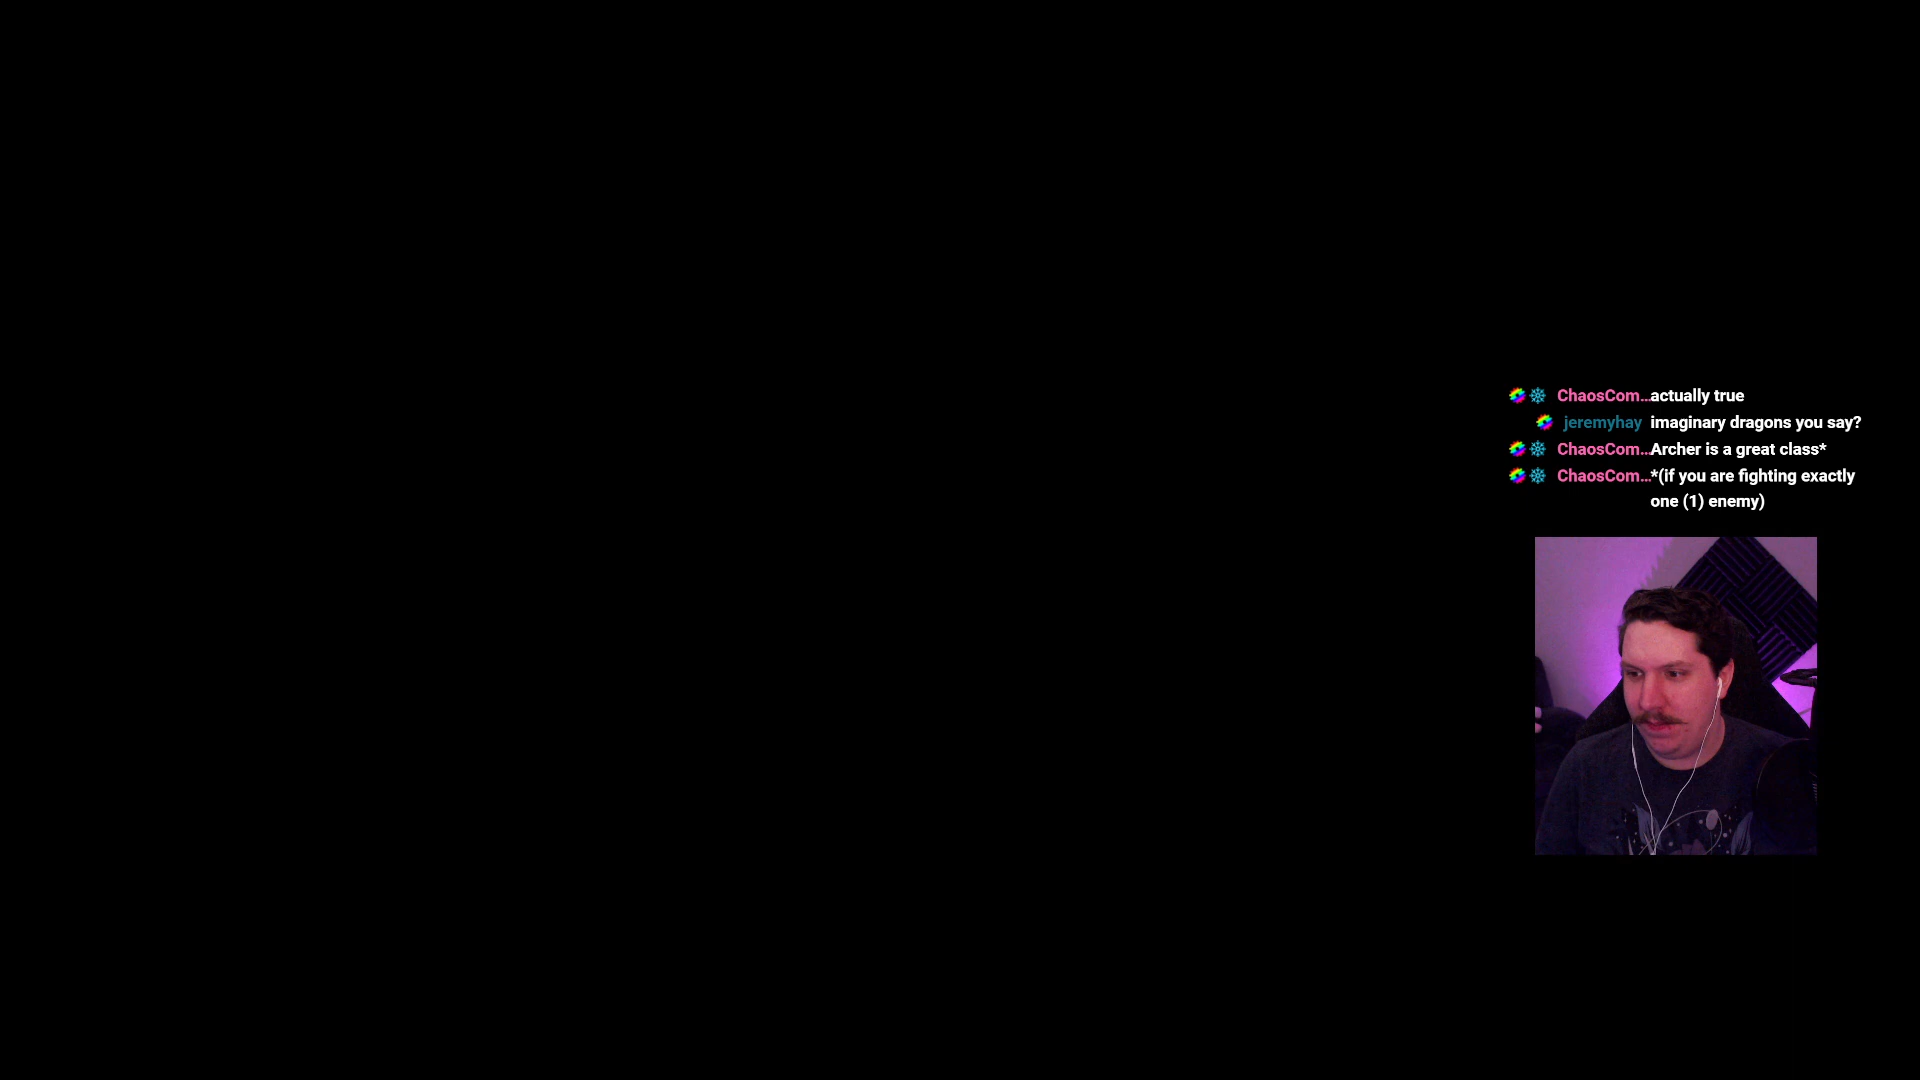 ChaosCom... actually true
jeremyhay imaginary dragons you say?
ChaosCom... Archer is a great class*
ChaosCom... *(if you are fighting exactly
one (1) enemy)